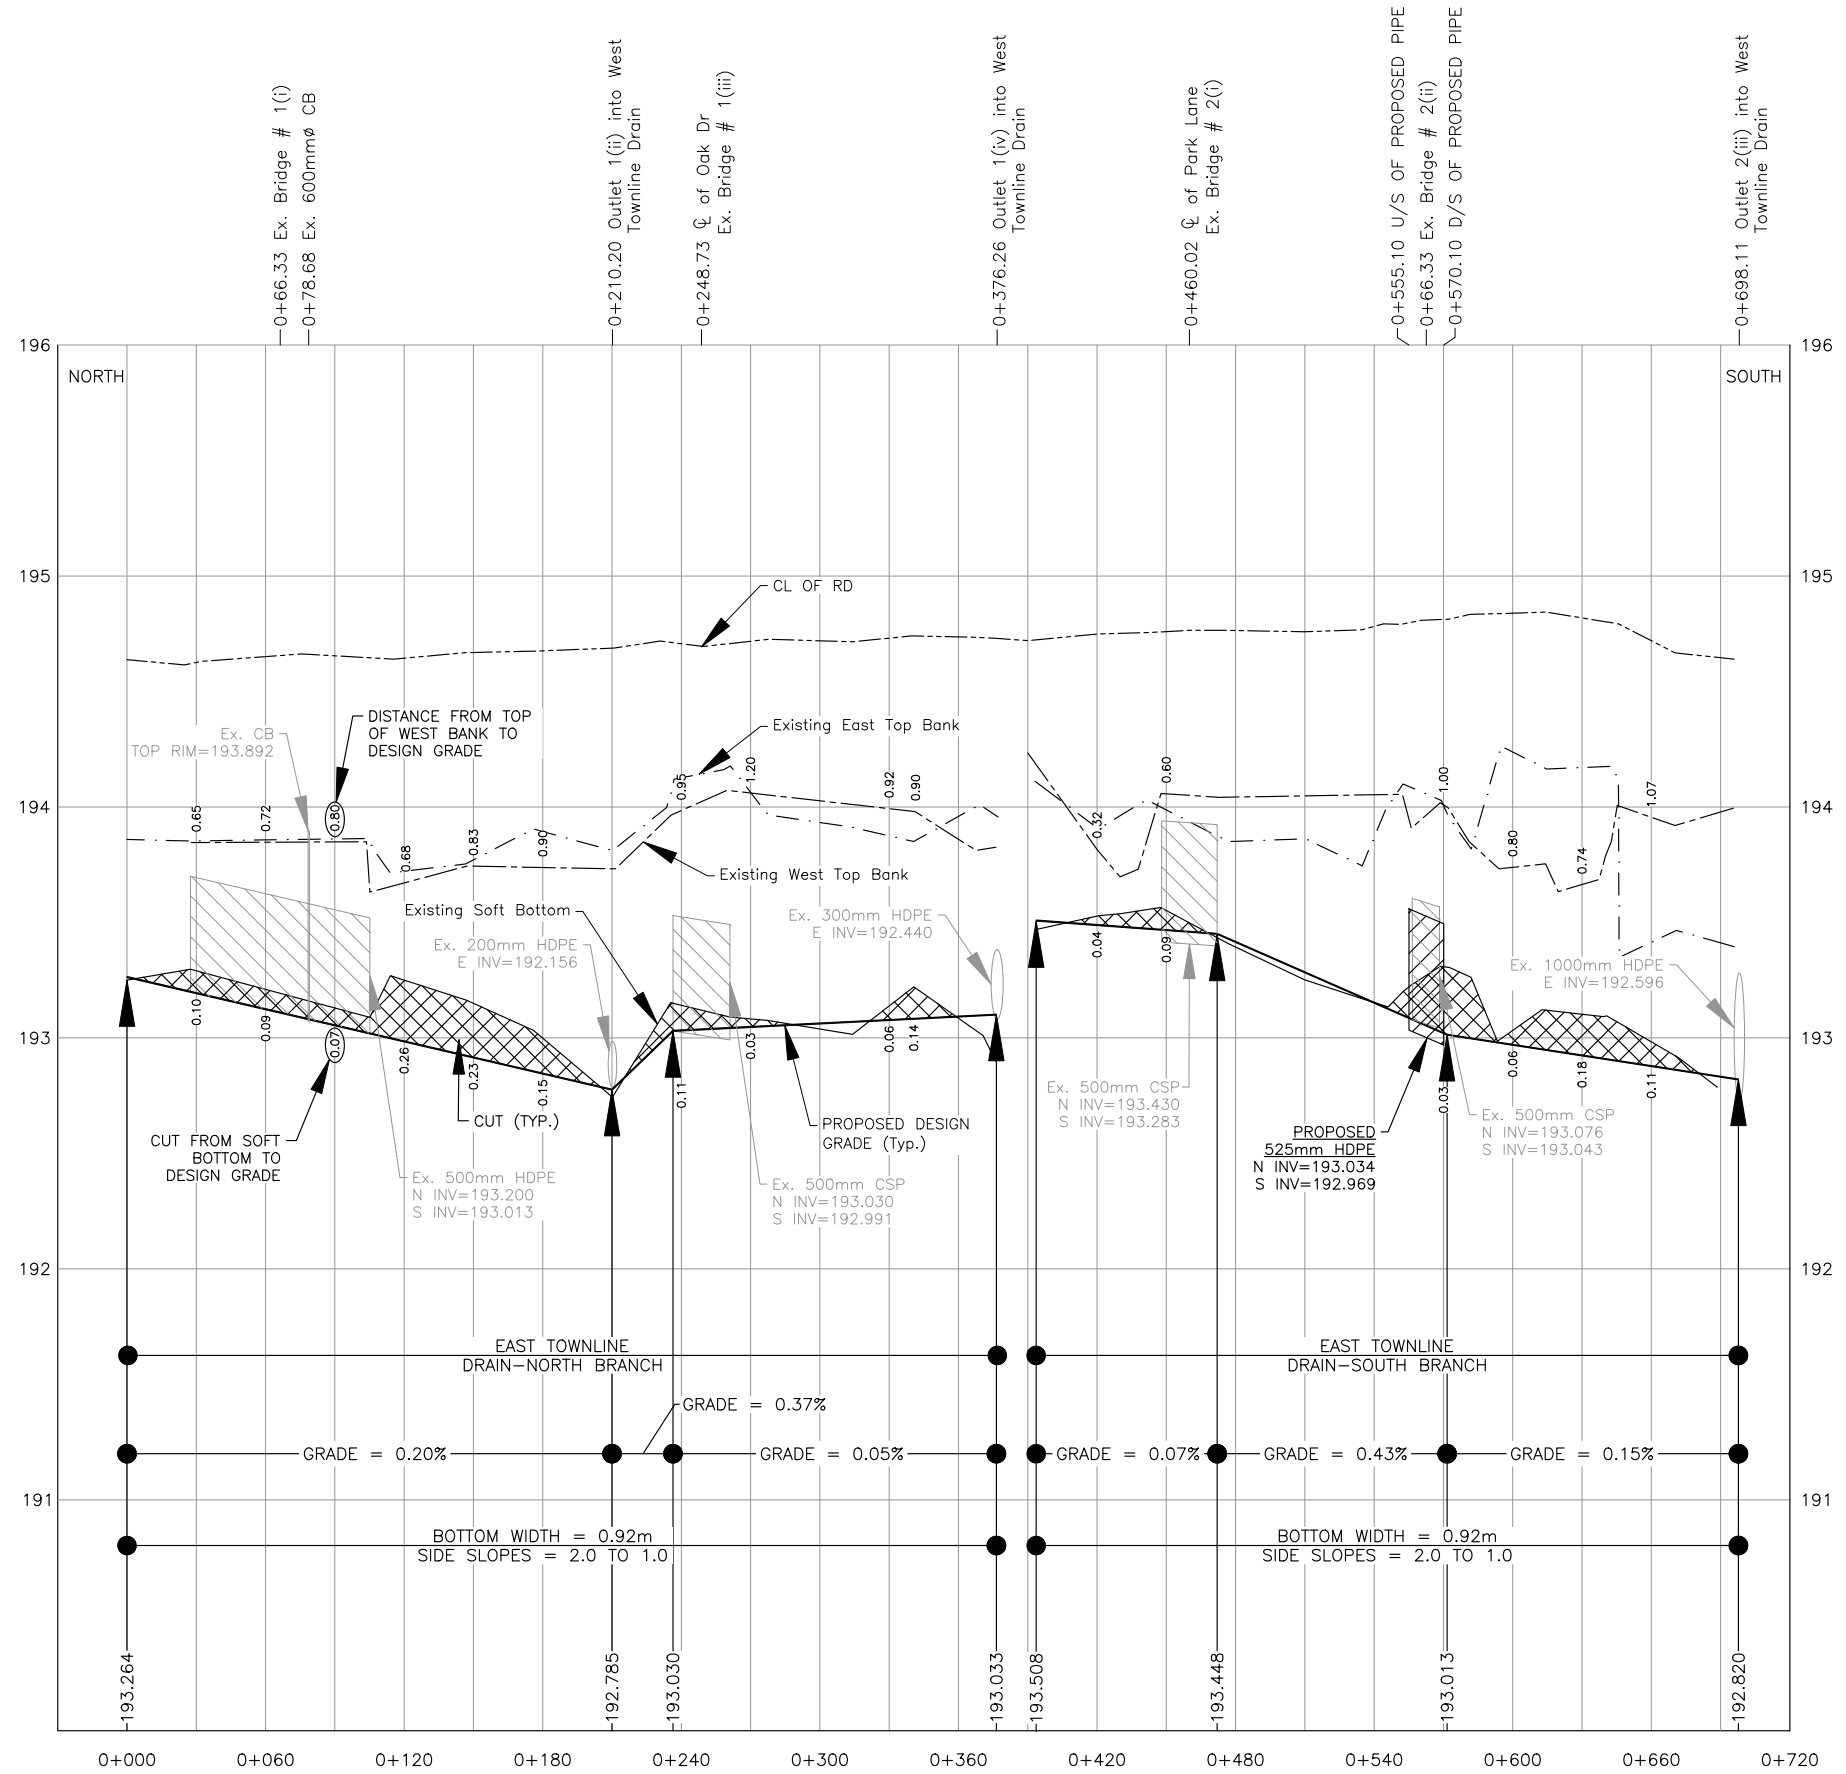 0+66.33 Ex. Bridge # 1(i)
0+78.68 Ex. 600mmø CB
0+210.20 Outlet 1(ii) into West
Townline Drain
0+248.73 ℄ of Oak Dr
Ex. Bridge # 1(iii)
0+376.26 Outlet 1(iv) into West
Townline Drain
0+460.02 ℄ of Park Lane
Ex. Bridge # 2(i)
0+555.10 U/S OF PROPOSED PIPE
0+66.33 Ex. Bridge # 2(ii)
0+570.10 D/S OF PROPOSED PIPE
0+698.11 Outlet 2(iii) into West
Townline Drain
196
196
NORTH
SOUTH
195
195
CL OF RD
DISTANCE FROM TOP
OF WEST BANK TO
DESIGN GRADE
Ex. CB
TOP RIM=193.892
Existing East Top Bank
194
194
0.65
0.72
0.80
0.68
0.83
0.90
0.95
1.20
0.92
0.90
0.32
0.60
1.00
0.80
0.74
1.07
Existing West Top Bank
Existing Soft Bottom
Ex. 200mm HDPE
E INV=192.156
Ex. 300mm HDPE
E INV=192.440
Ex. 1000mm HDPE
E INV=192.596
193
193
0.10
0.09
0.07
0.26
0.23
0.15
0.11
0.03
0.06
0.14
0.04
0.09
0.03
0.06
0.18
0.11
CUT (TYP.)
CUT FROM SOFT
BOTTOM TO
DESIGN GRADE
PROPOSED DESIGN
GRADE (Typ.)
Ex. 500mm HDPE
N INV=193.200
S INV=193.013
Ex. 500mm CSP
N INV=193.030
S INV=192.991
Ex. 500mm CSP
N INV=193.430
S INV=193.283
PROPOSED
525mm HDPE
N INV=193.034
S INV=192.969
Ex. 500mm CSP
N INV=193.076
S INV=193.043
192
192
EAST TOWNLINE
DRAIN-NORTH BRANCH
EAST TOWNLINE
DRAIN-SOUTH BRANCH
GRADE = 0.37%
GRADE = 0.20%
GRADE = 0.05%
GRADE = 0.07%
GRADE = 0.43%
GRADE = 0.15%
191
191
BOTTOM WIDTH = 0.92m
SIDE SLOPES = 2.0 TO 1.0
BOTTOM WIDTH = 0.92m
SIDE SLOPES = 2.0 TO 1.0
193.264
192.785
193.030
193.033
193.508
193.448
193.013
192.820
0+000
0+060
0+120
0+180
0+240
0+300
0+360
0+420
0+480
0+540
0+600
0+660
0+720